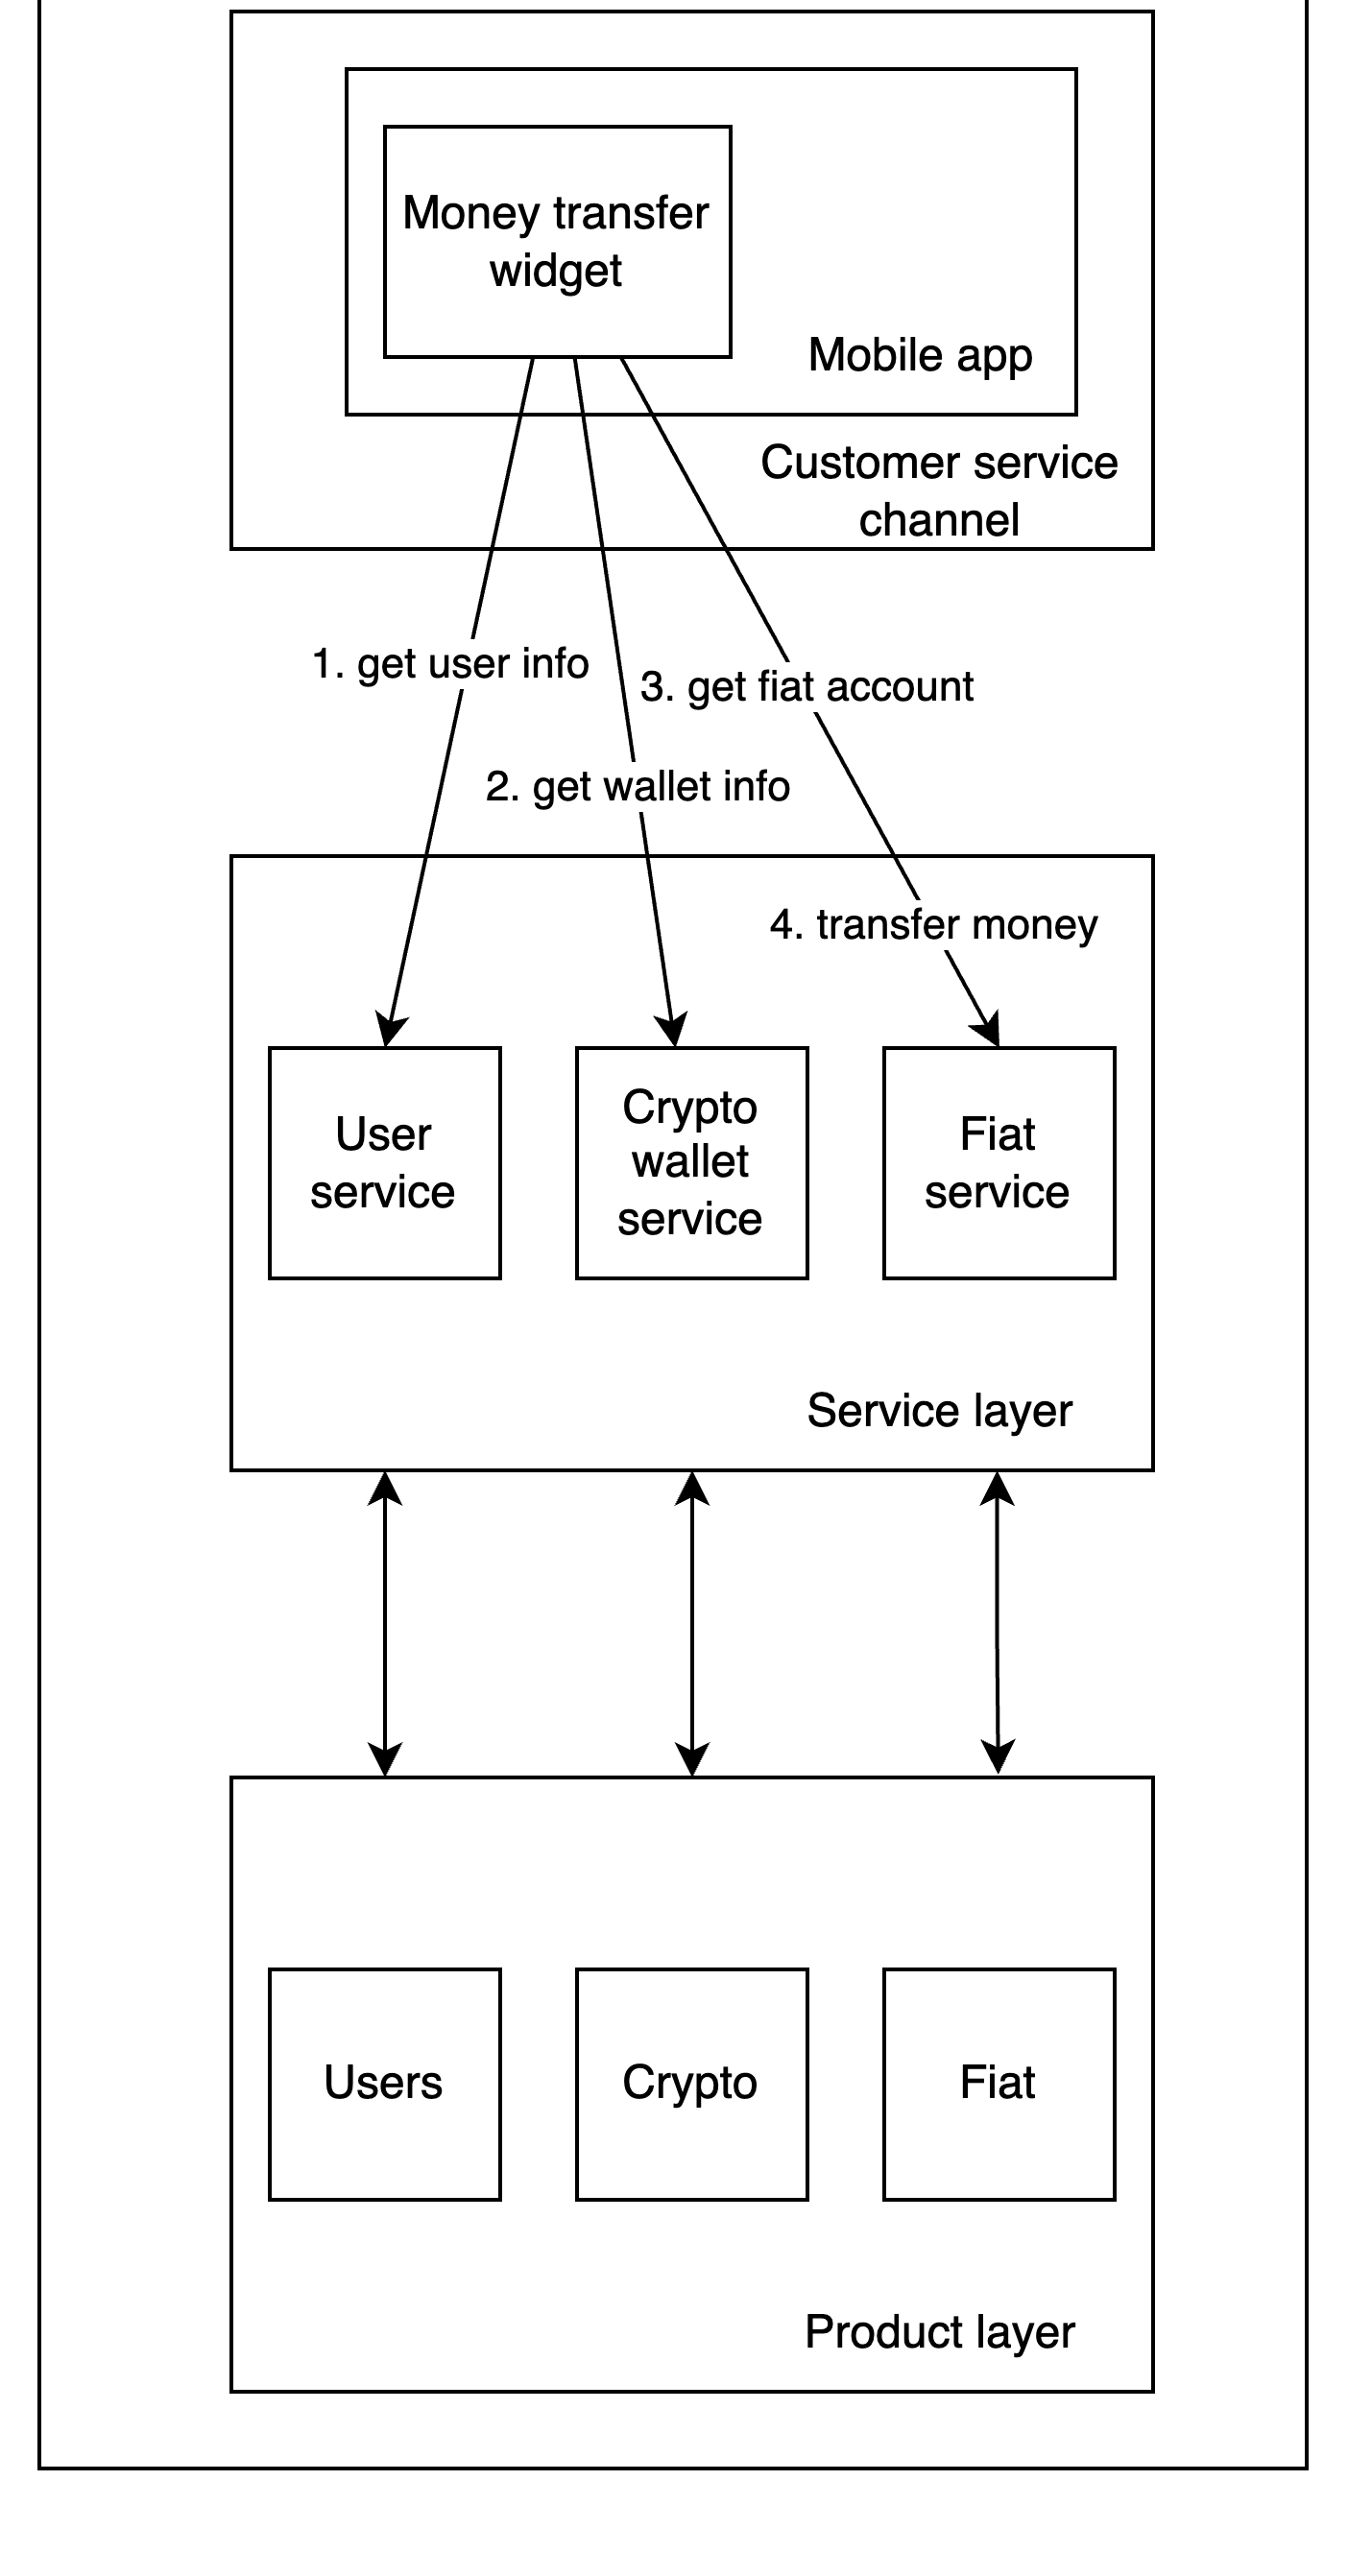 Money transfer
widget
Mobile app
Customer service
channel
1. get user info
3. get fiat account
2. get wallet info
4. transfer money
User
service
Crypto
wallet
service
Fiat
service
Service layer
Users
Crypto
Fiat
Product layer